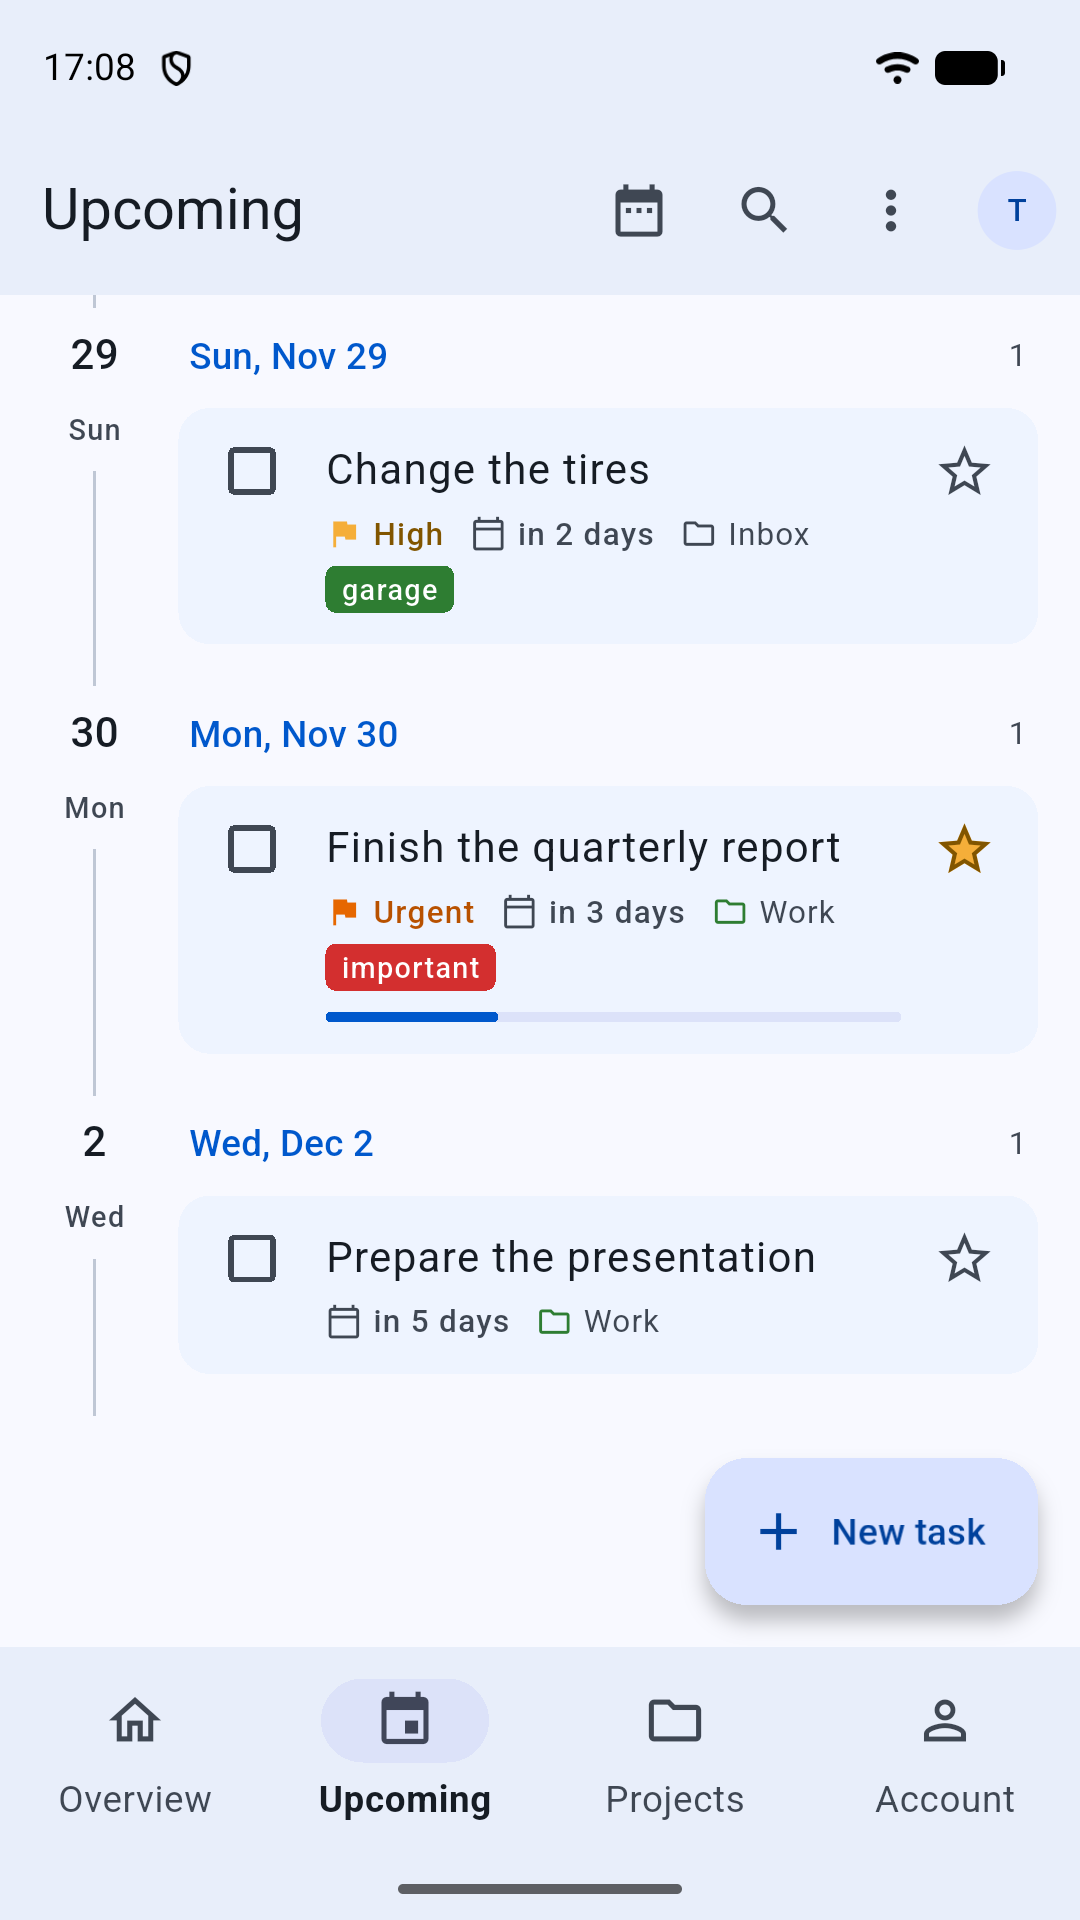 17:08
Upcoming
T
29
Sun, Nov 29
1
Sun
Change the tires
High
in 2 days
Inbox
garage
30
Mon, Nov 30
1
Mon
Finish the quarterly report
Urgent
in 3 days
Work
important
2
Wed, Dec 2
1
Wed
Prepare the presentation
in 5 days
Work
New task
Overview
Upcoming
Projects
Account